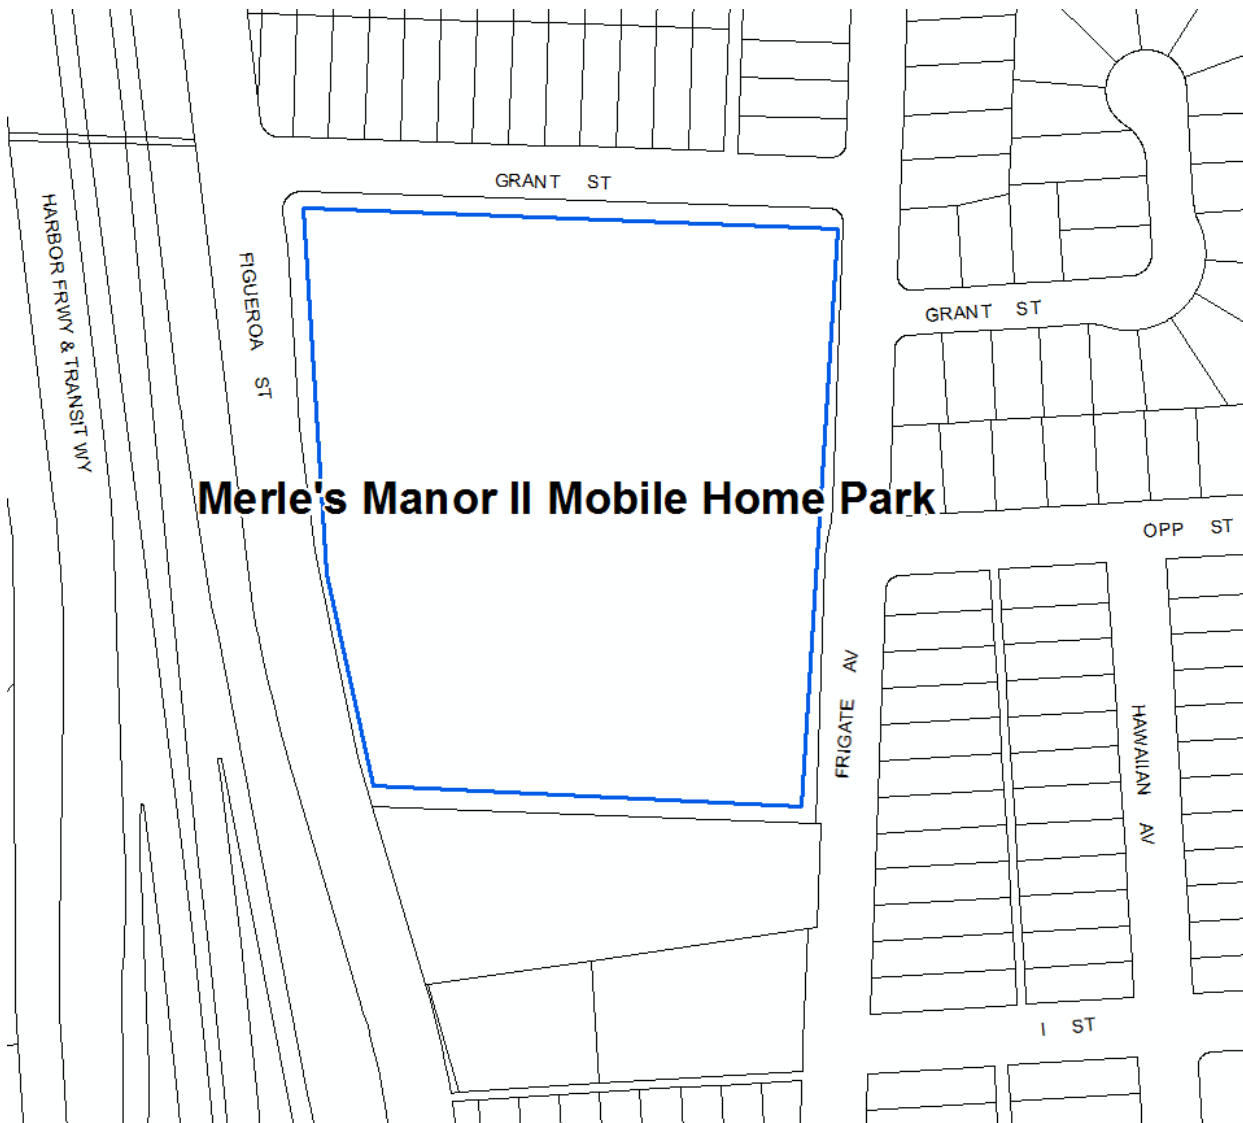 GRANT ST
HARBOR FRWY & TRANSIT WY
FIGUEROA ST
GRANT ST
Merle's Manor II Mobile Home Park
OPP ST
FRIGATE AV
HAWAIIAN AV
I ST